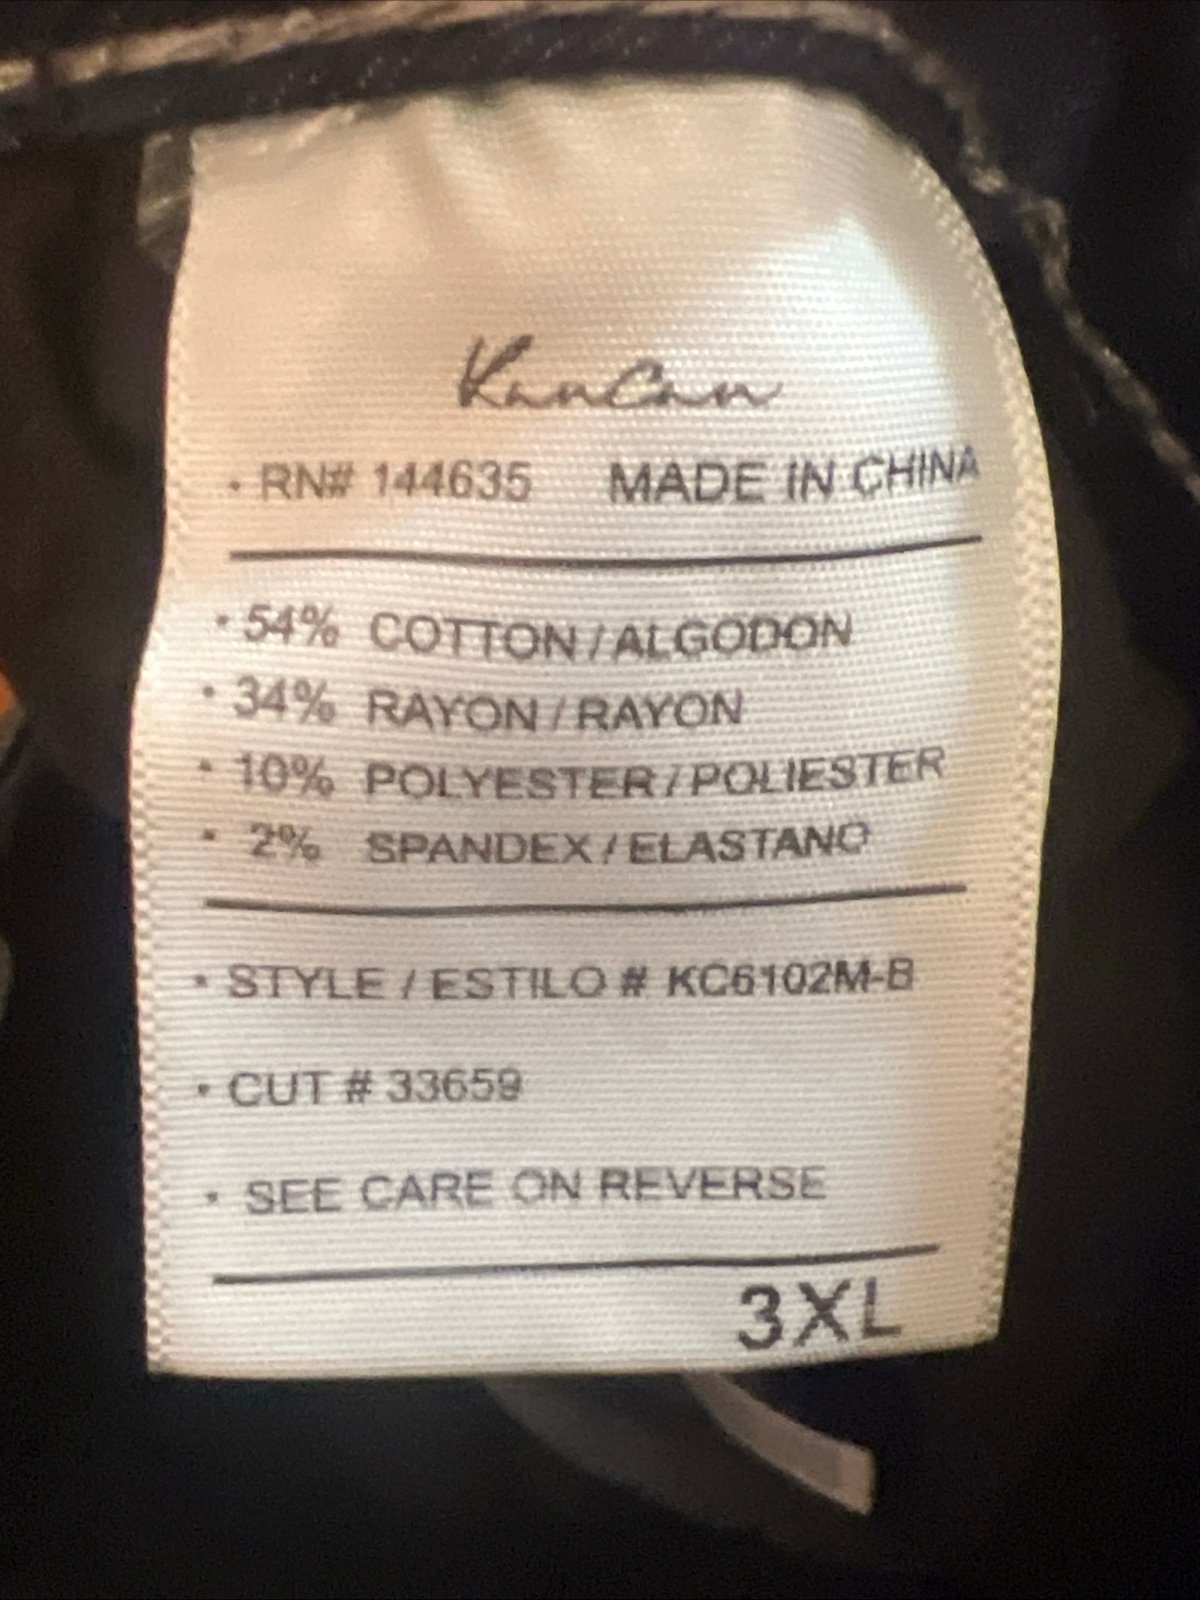 KanCan
· RN# 144635 MADE IN CHINA
· 54% COTTON / ALGODON
· 34% RAYON / RAYON
· 10% POLYESTER / POLIESTER
· 2% SPANDEX / ELASTANO
· STYLE / ESTILO # KC6102M-B
· CUT # 33659
· SEE CARE ON REVERSE
3XL